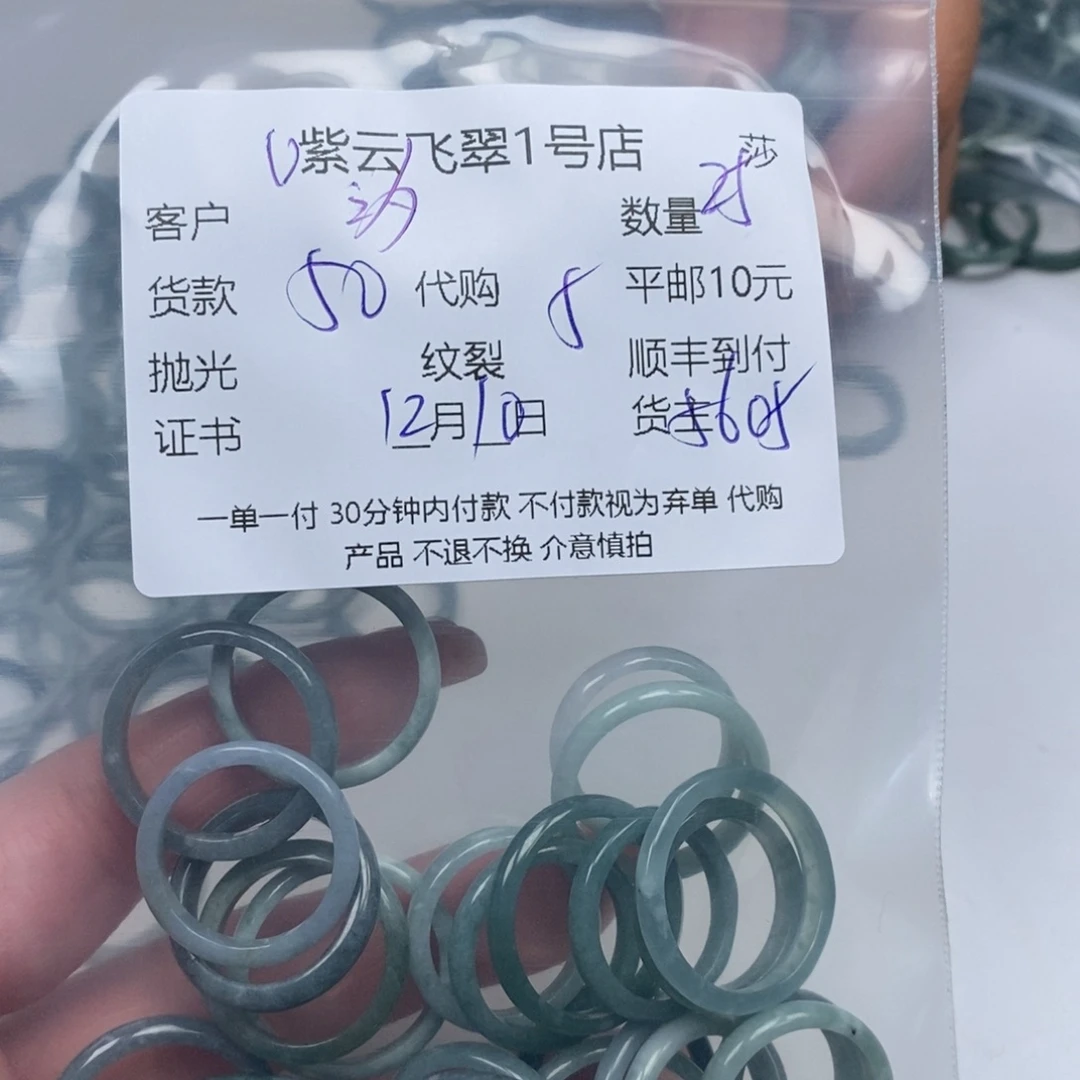 紫云飞翠1号店 莎
客户 数量
货款 50 代购 5 平邮10元
抛光 纹裂 顺丰到付
证书 12月10日 货主
一单一付 30分钟内付款 不付款视为弃单 代购
产品 不退不换 介意慎拍